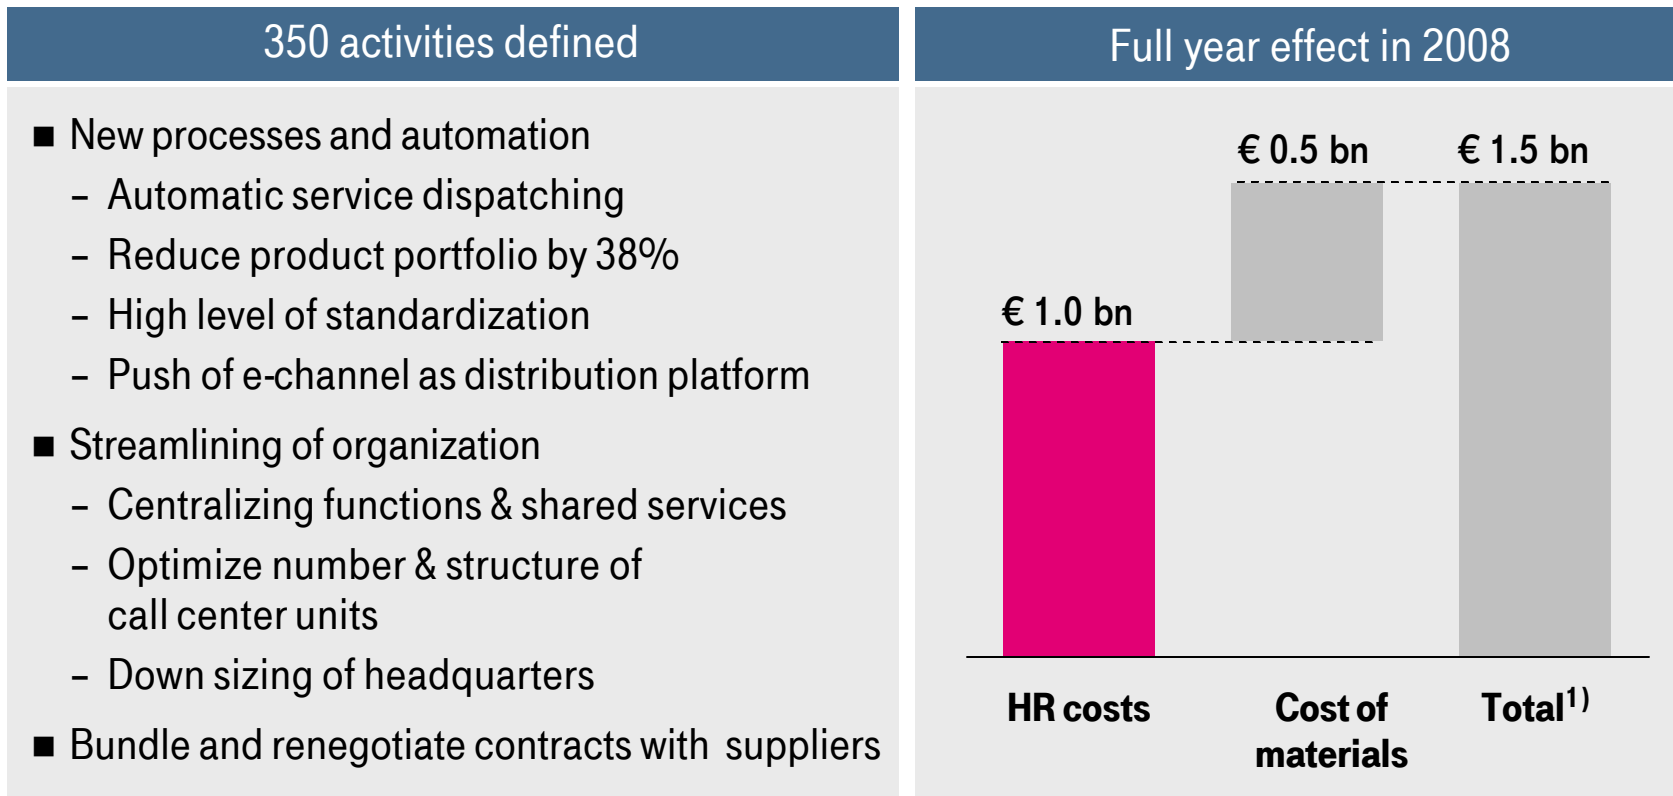 350 activities defined
■ New processes and automation
– Automatic service dispatching
– Reduce product portfolio by 38%
– High level of standardization
– Push of e-channel as distribution platform
■ Streamlining of organization
– Centralizing functions & shared services
– Optimize number & structure of
call center units
– Down sizing of headquarters
■ Bundle and renegotiate contracts with suppliers
Full year effect in 2008
€ 0.5 bn € 1.5 bn
€ 1.0 bn
HR costs Cost of Total¹⁾
materials